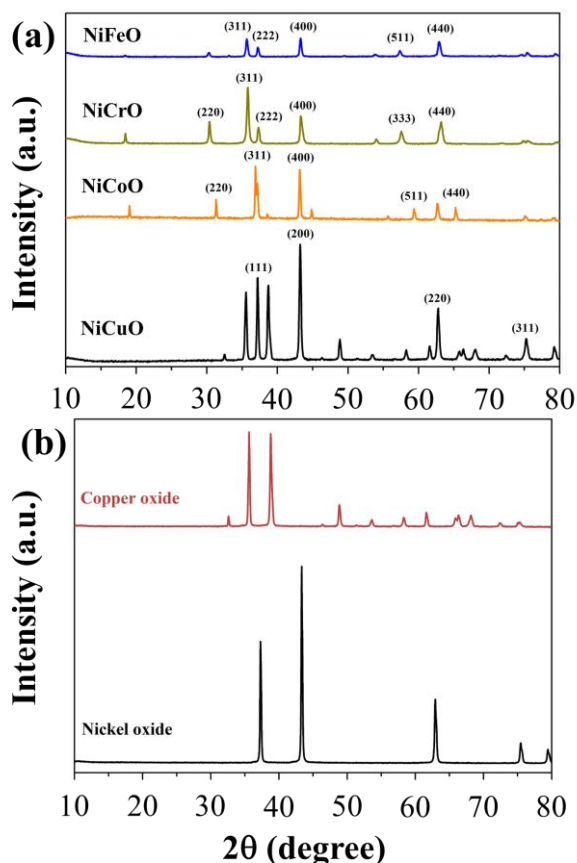 (a)
NiFeO
(311)
(222)
(400)
(511)
(440)
NiCrO
(220)
(311)
(222)
(400)
(333)
(440)
NiCoO
(220)
(311)
(400)
(511)
(440)
NiCuO
(111)
(200)
(220)
(311)
Intensity (a.u.)
10 20 30 40 50 60 70 80
(b)
Copper oxide
Nickel oxide
Intensity (a.u.)
10 20 30 40 50 60 70 80
2θ (degree)